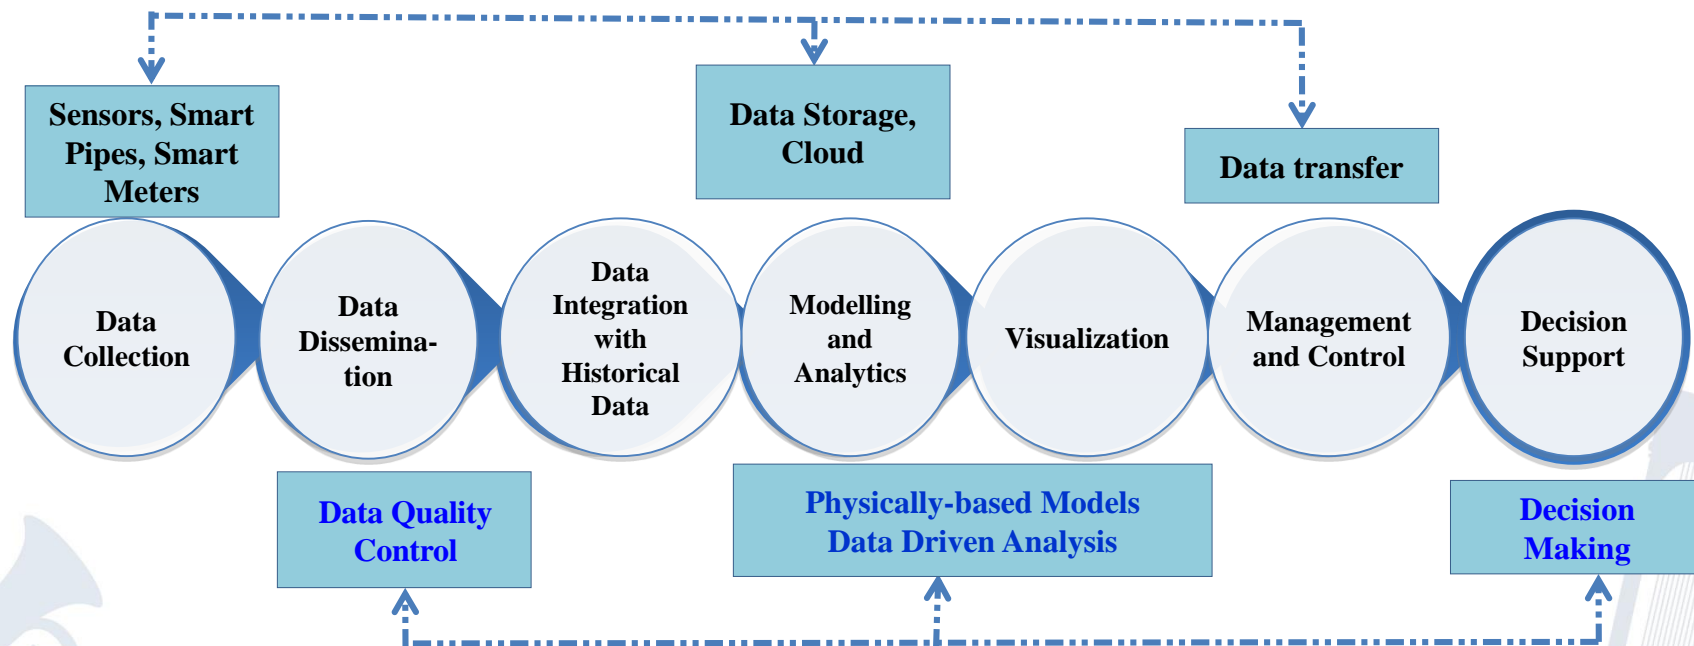 Sensors, Smart
Pipes, Smart
Meters
Data Storage,
Cloud
Data transfer
Data
Collection
Data
Dissemina-
tion
Data
Integration
with
Historical
Data
Modelling
and
Analytics
Visualization
Management
and Control
Decision
Support
Data Quality
Control
Physically-based Models
Data Driven Analysis
Decision
Making